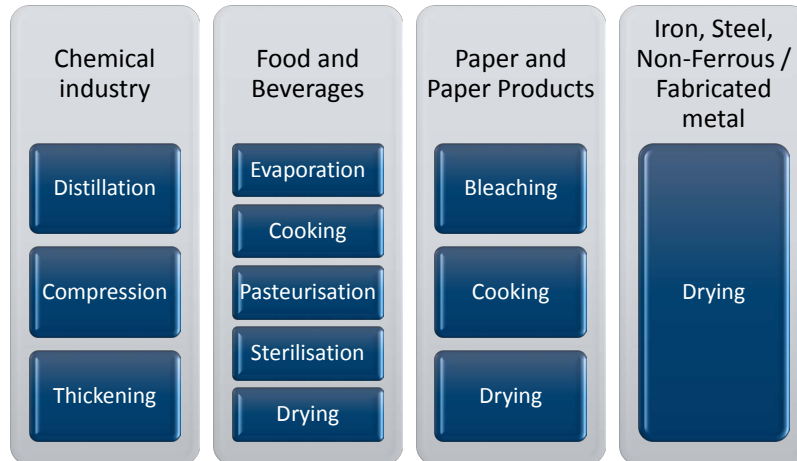 Chemical
industry
Distillation
Compression
Thickening
Food and
Beverages
Evaporation
Cooking
Pasteurisation
Sterilisation
Drying
Paper and
Paper Products
Bleaching
Cooking
Drying
Iron, Steel,
Non-Ferrous /
Fabricated
metal
Drying